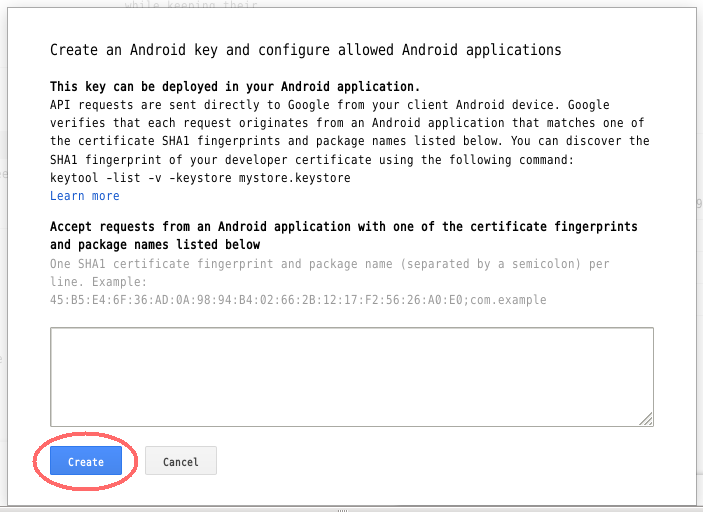 while keeping their
Create an Android key and configure allowed Android applications
This key can be deployed in your Android application.
API requests are sent directly to Google from your client Android device. Google
verifies that each request originates from an Android application that matches one of
the certificate SHA1 fingerprints and package names listed below. You can discover the
SHA1 fingerprint of your developer certificate using the following command:
keytool -list -v -keystore mystore.keystore
Learn more
Accept requests from an Android application with one of the certificate fingerprints
and package names listed below
One SHA1 certificate fingerprint and package name (separated by a semicolon) per
line. Example:
45:B5:E4:6F:36:AD:0A:98:94:B4:02:66:2B:12:17:F2:56:26:A0:E0;com.example
Create
Cancel